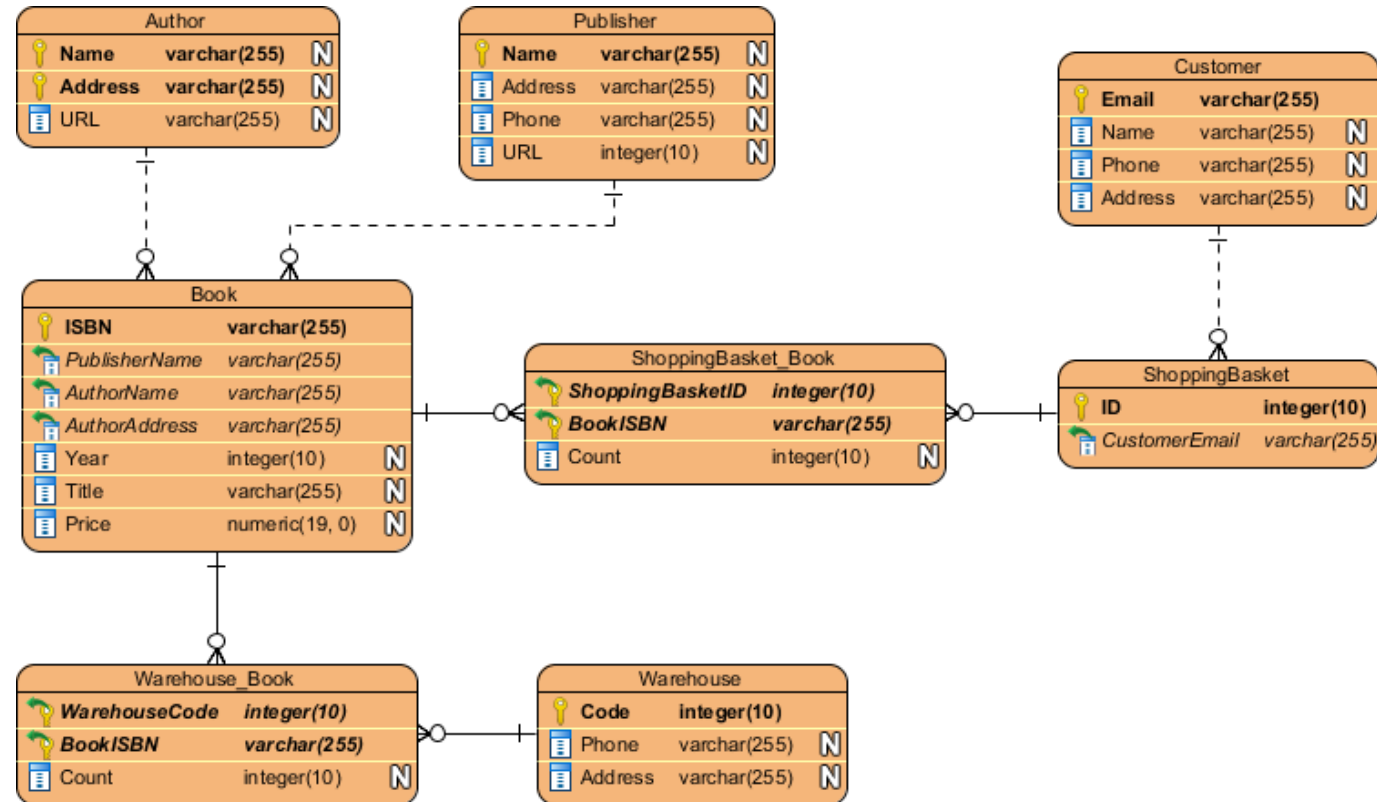 Author
Name varchar(255) N
Address varchar(255) N
URL varchar(255) N
Publisher
Name varchar(255) N
Address varchar(255) N
Phone varchar(255) N
URL integer(10) N
Customer
Email varchar(255)
Name varchar(255) N
Phone varchar(255) N
Address varchar(255) N
Book
ISBN varchar(255)
PublisherName varchar(255)
AuthorName varchar(255)
AuthorAddress varchar(255)
Year integer(10) N
Title varchar(255) N
Price numeric(19, 0) N
ShoppingBasket_Book
ShoppingBasketID integer(10)
BookISBN varchar(255)
Count integer(10) N
ShoppingBasket
ID integer(10)
CustomerEmail varchar(255)
Warehouse_Book
WarehouseCode integer(10)
BookISBN varchar(255)
Count integer(10) N
Warehouse
Code integer(10)
Phone varchar(255) N
Address varchar(255) N